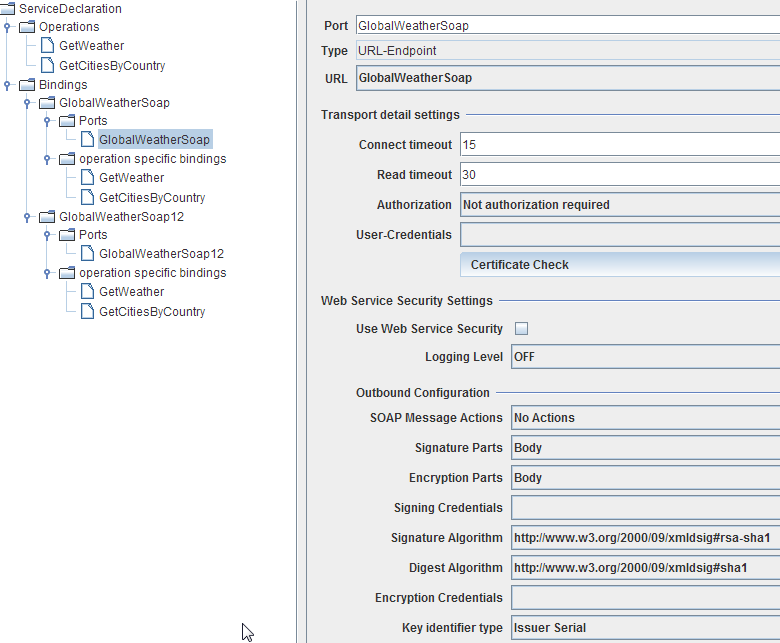 ServiceDeclaration
Operations
GetWeather
GetCitiesByCountry
Bindings
GlobalWeatherSoap
Ports
GlobalWeatherSoap
operation specific bindings
GetWeather
GetCitiesByCountry
GlobalWeatherSoap12
Ports
GlobalWeatherSoap12
operation specific bindings
GetWeather
GetCitiesByCountry
Port GlobalWeatherSoap
Type URL-Endpoint
URL GlobalWeatherSoap
Transport detail settings
Connect timeout 15
Read timeout 30
Authorization Not authorization required
User-Credentials
Certificate Check
Web Service Security Settings
Use Web Service Security
Logging Level OFF
Outbound Configuration
SOAP Message Actions No Actions
Signature Parts Body
Encryption Parts Body
Signing Credentials
Signature Algorithm http://www.w3.org/2000/09/xmldsig#rsa-sha1
Digest Algorithm http://www.w3.org/2000/09/xmldsig#sha1
Encryption Credentials
Key identifier type Issuer Serial